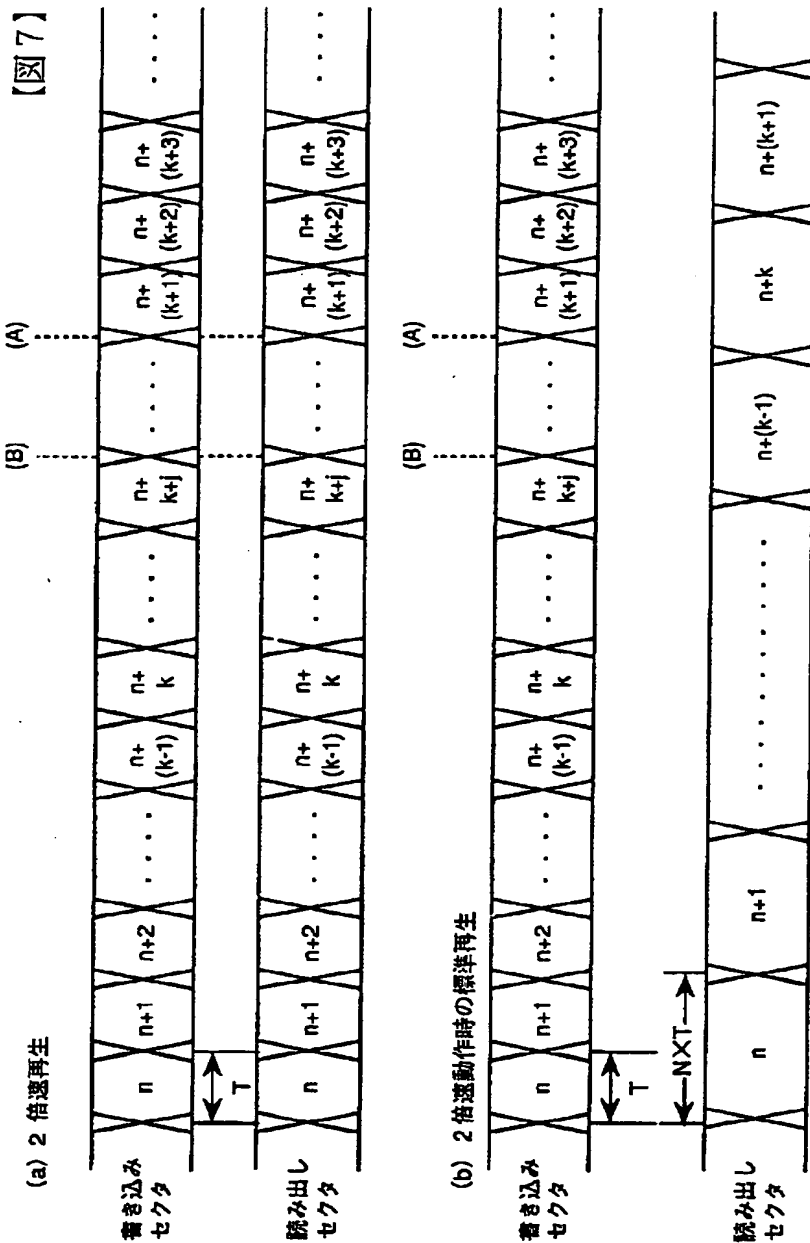 【図 7】
(a) 2 倍速再生
(B)
(A)
書き込み
セクタ
n
n+1
n+2
‥‥
n+
(k-1)
n+
k
‥‥
n+
k+j
‥‥
n+
(k+1)
n+
(k+2)
n+
(k+3)
‥‥
T
読み出し
セクタ
n
n+1
n+2
‥‥
n+
(k-1)
n+
k
‥‥
n+
k+j
‥‥
n+
(k+1)
n+
(k+2)
n+
(k+3)
‥‥
(b) 2 倍速動作時の標準再生
(B)
(A)
書き込み
セクタ
n
n+1
n+2
‥‥
n+
(k-1)
n+
k
‥‥
n+
k+j
‥‥
n+
(k+1)
n+
(k+2)
n+
(k+3)
‥‥
T
N×T
読み出し
セクタ
n
n+1
‥‥‥‥‥‥
n+(k-1)
n+k
n+(k+1)
‥‥